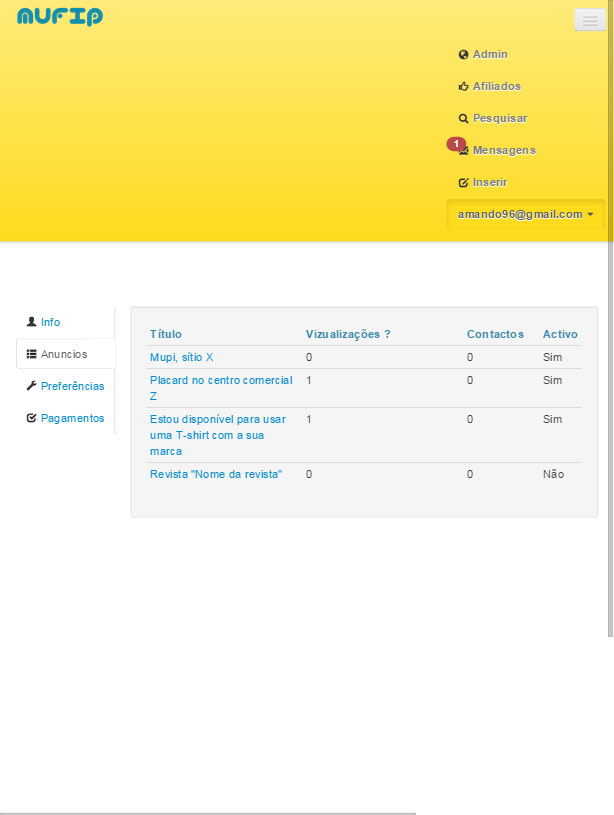 MUFIP
Admin
Afiliados
Pesquisar
1 Mensagens
Inserir
amando96@gmail.com
Info
Anuncios
Preferências
Pagamentos
Título Vizualizações ? Contactos Activo
Mupi, sítio X 0 0 Sim
Placard no centro comercial 1 0 Sim
Z
Estou disponível para usar 1 0 Sim
uma T-shirt com a sua
marca
Revista "Nome da revista" 0 0 Não